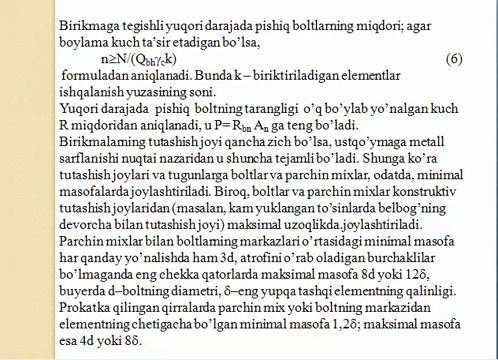 Birikmaga tegishli yuqori darajada pishiq boltlarning miqdori; agar
boylama kuch ta'sir etadigan bo'lsa,
n≥N/(Qbhγck) (6)
formuladan aniqlanadi. Bunda k – biriktiriladigan elementlar
ishqalanish yuzasining soni.
Yuqori darajada pishiq boltning tarangligi o'q bo'ylab yo'nalgan kuch
R miqdoridan aniqlanadi, u P= Rbn An ga teng bo'ladi.
Birikmalarning tutashish joyi qancha zich bo'lsa, ustqo'ymaga metall
sarflanishi nuqtai nazaridan u shuncha tejamli bo'ladi. Shunga ko'ra
tutashish joylari va tugunlarga boltlar va parchin mixlar, odatda, minimal
masofalarda joylashtiriladi. Biroq, boltlar va parchin mixlar konstruktiv
tutashish joylaridan (masalan, kam yuklangan to'sinlarda belbog'ning
devorcha bilan tutashish joyi) maksimal uzoqlikda.joylashtiriladi.
Parchin mixlar bilan boltlarning markazlari o'rtasidagi minimal masofa
har qanday yo'nalishda ham 3d, atrofini o'rab oladigan burchaklilar
bo'lmaganda eng chekka qatorlarda maksimal masofa 8d yoki 12δ,
buyerda d–boltning diametri, δ–eng yupqa tashqi elementning qalinligi.
Prokatka qilingan qirralarda parchin mix yoki boltning markazidan
elementning chetigacha bo'lgan minimal masofa 1,2δ; maksimal masofa
esa 4d yoki 8δ.